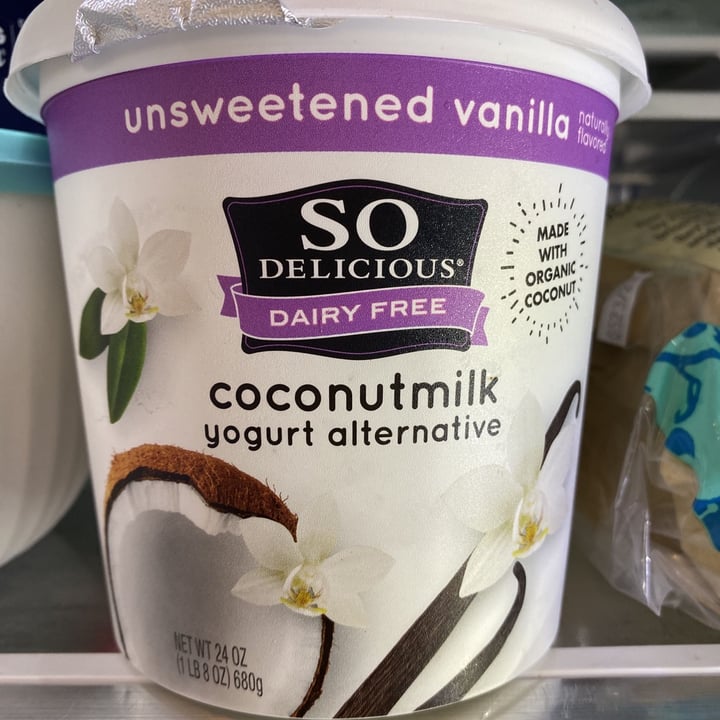 unsweetened vanilla
naturally
flavored
SO
DELICIOUS®
DAIRY FREE
MADE
WITH
ORGANIC
COCONUT
coconutmilk
yogurt alternative
NET WT 24 OZ
(1 LB 8 OZ) 680g